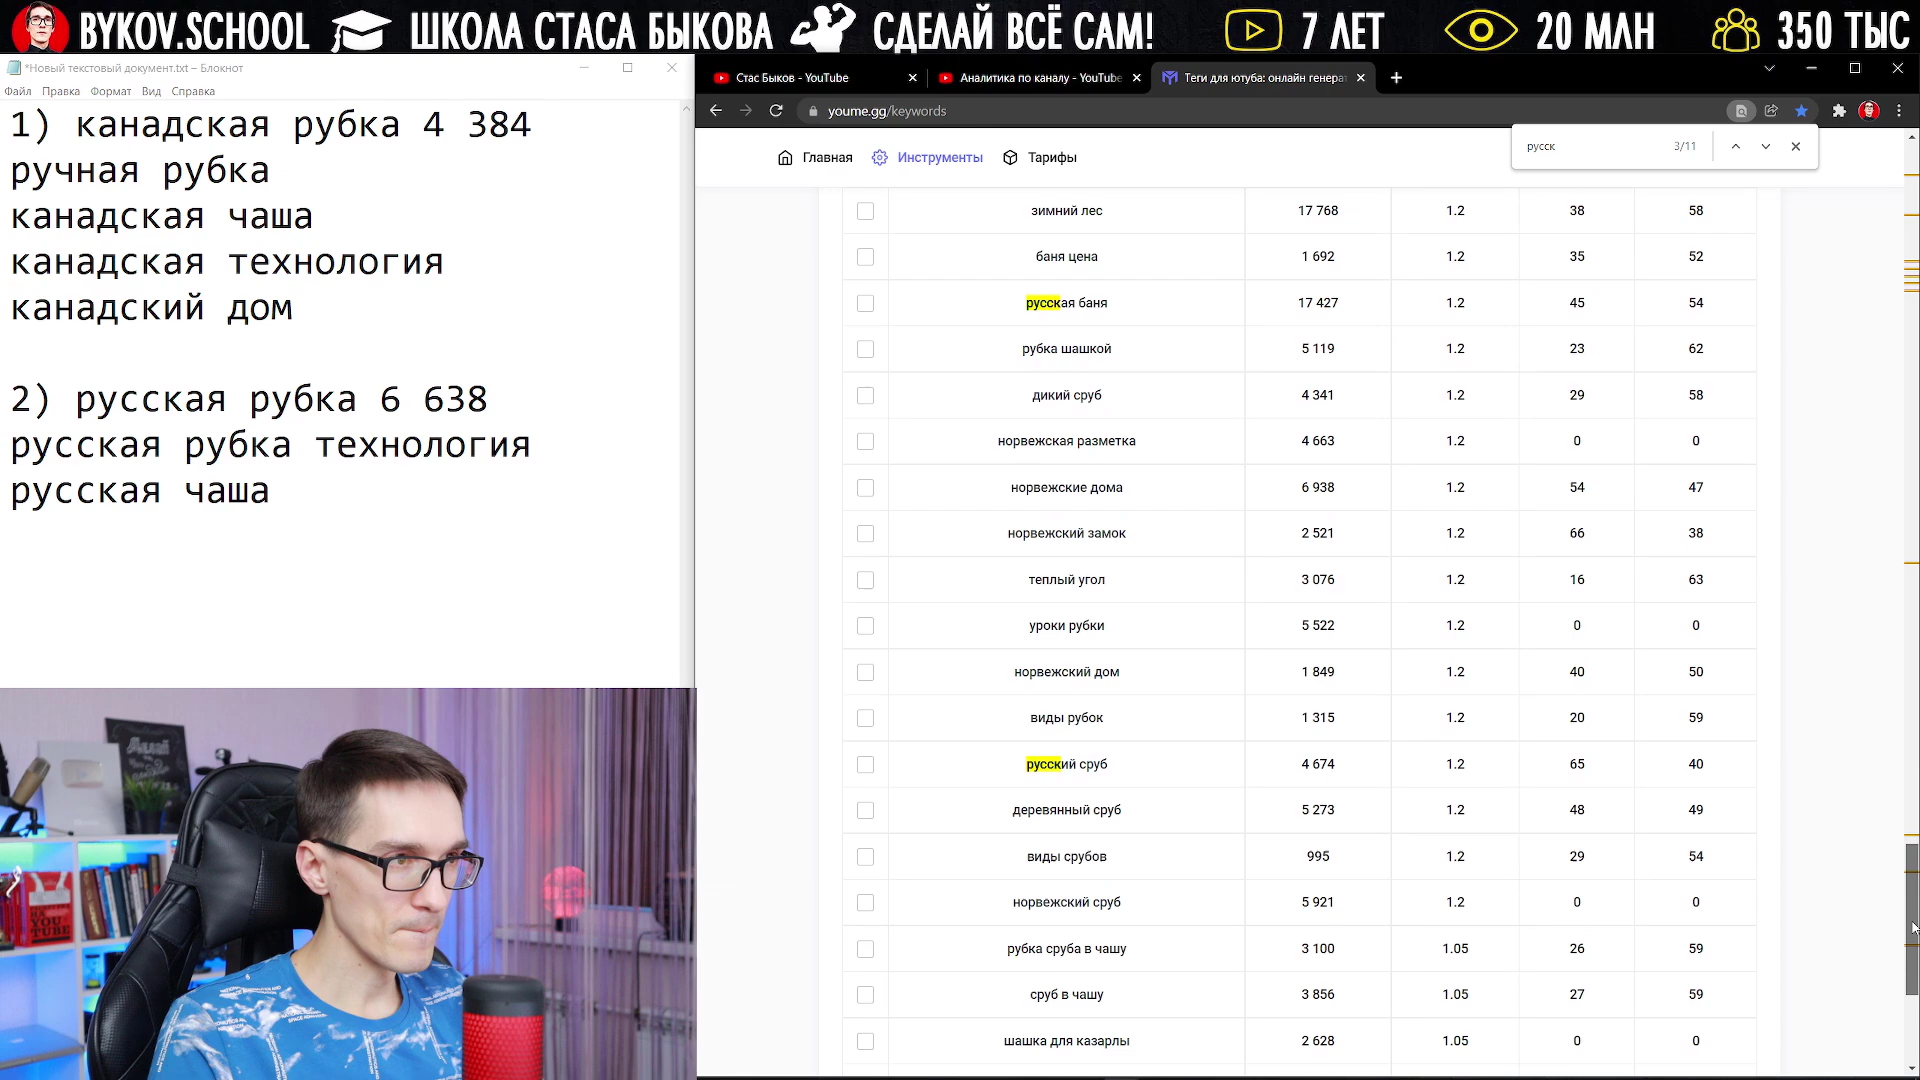 BYKOV.SCHOOL ШКОЛА СТАСА БЫКОВА СДЕЛАЙ ВСЁ САМ! 7 ЛЕТ 20 МЛН 350 ТЫС
*Новый текстовый документ.txt – Блокнот
Файл Правка Формат Вид Справка
1) канадская рубка 4 384
ручная рубка
канадская чаша
канадская технология
канадский дом
2) русская рубка 6 638
русская рубка технология
русская чаша
Стас Быков - YouTube
Аналитика по каналу - YouTube
Теги для ютуба: онлайн генера
youme.gg/keywords
русск 3/11
Главная Инструменты Тарифы
зимний лес 17 768 1.2 38 58
баня цена 1 692 1.2 35 52
русская баня 17 427 1.2 45 54
рубка шашкой 5 119 1.2 23 62
дикий сруб 4 341 1.2 29 58
норвежская разметка 4 663 1.2 0 0
норвежские дома 6 938 1.2 54 47
норвежский замок 2 521 1.2 66 38
теплый угол 3 076 1.2 16 63
уроки рубки 5 522 1.2 0 0
норвежский дом 1 849 1.2 40 50
виды рубок 1 315 1.2 20 59
русский сруб 4 674 1.2 65 40
деревянный сруб 5 273 1.2 48 49
виды срубов 995 1.2 29 54
норвежский сруб 5 921 1.2 0 0
рубка сруба в чашу 3 100 1.05 26 59
сруб в чашу 3 856 1.05 27 59
шашка для казарлы 2 628 1.05 0 0
НА YOU TUBE